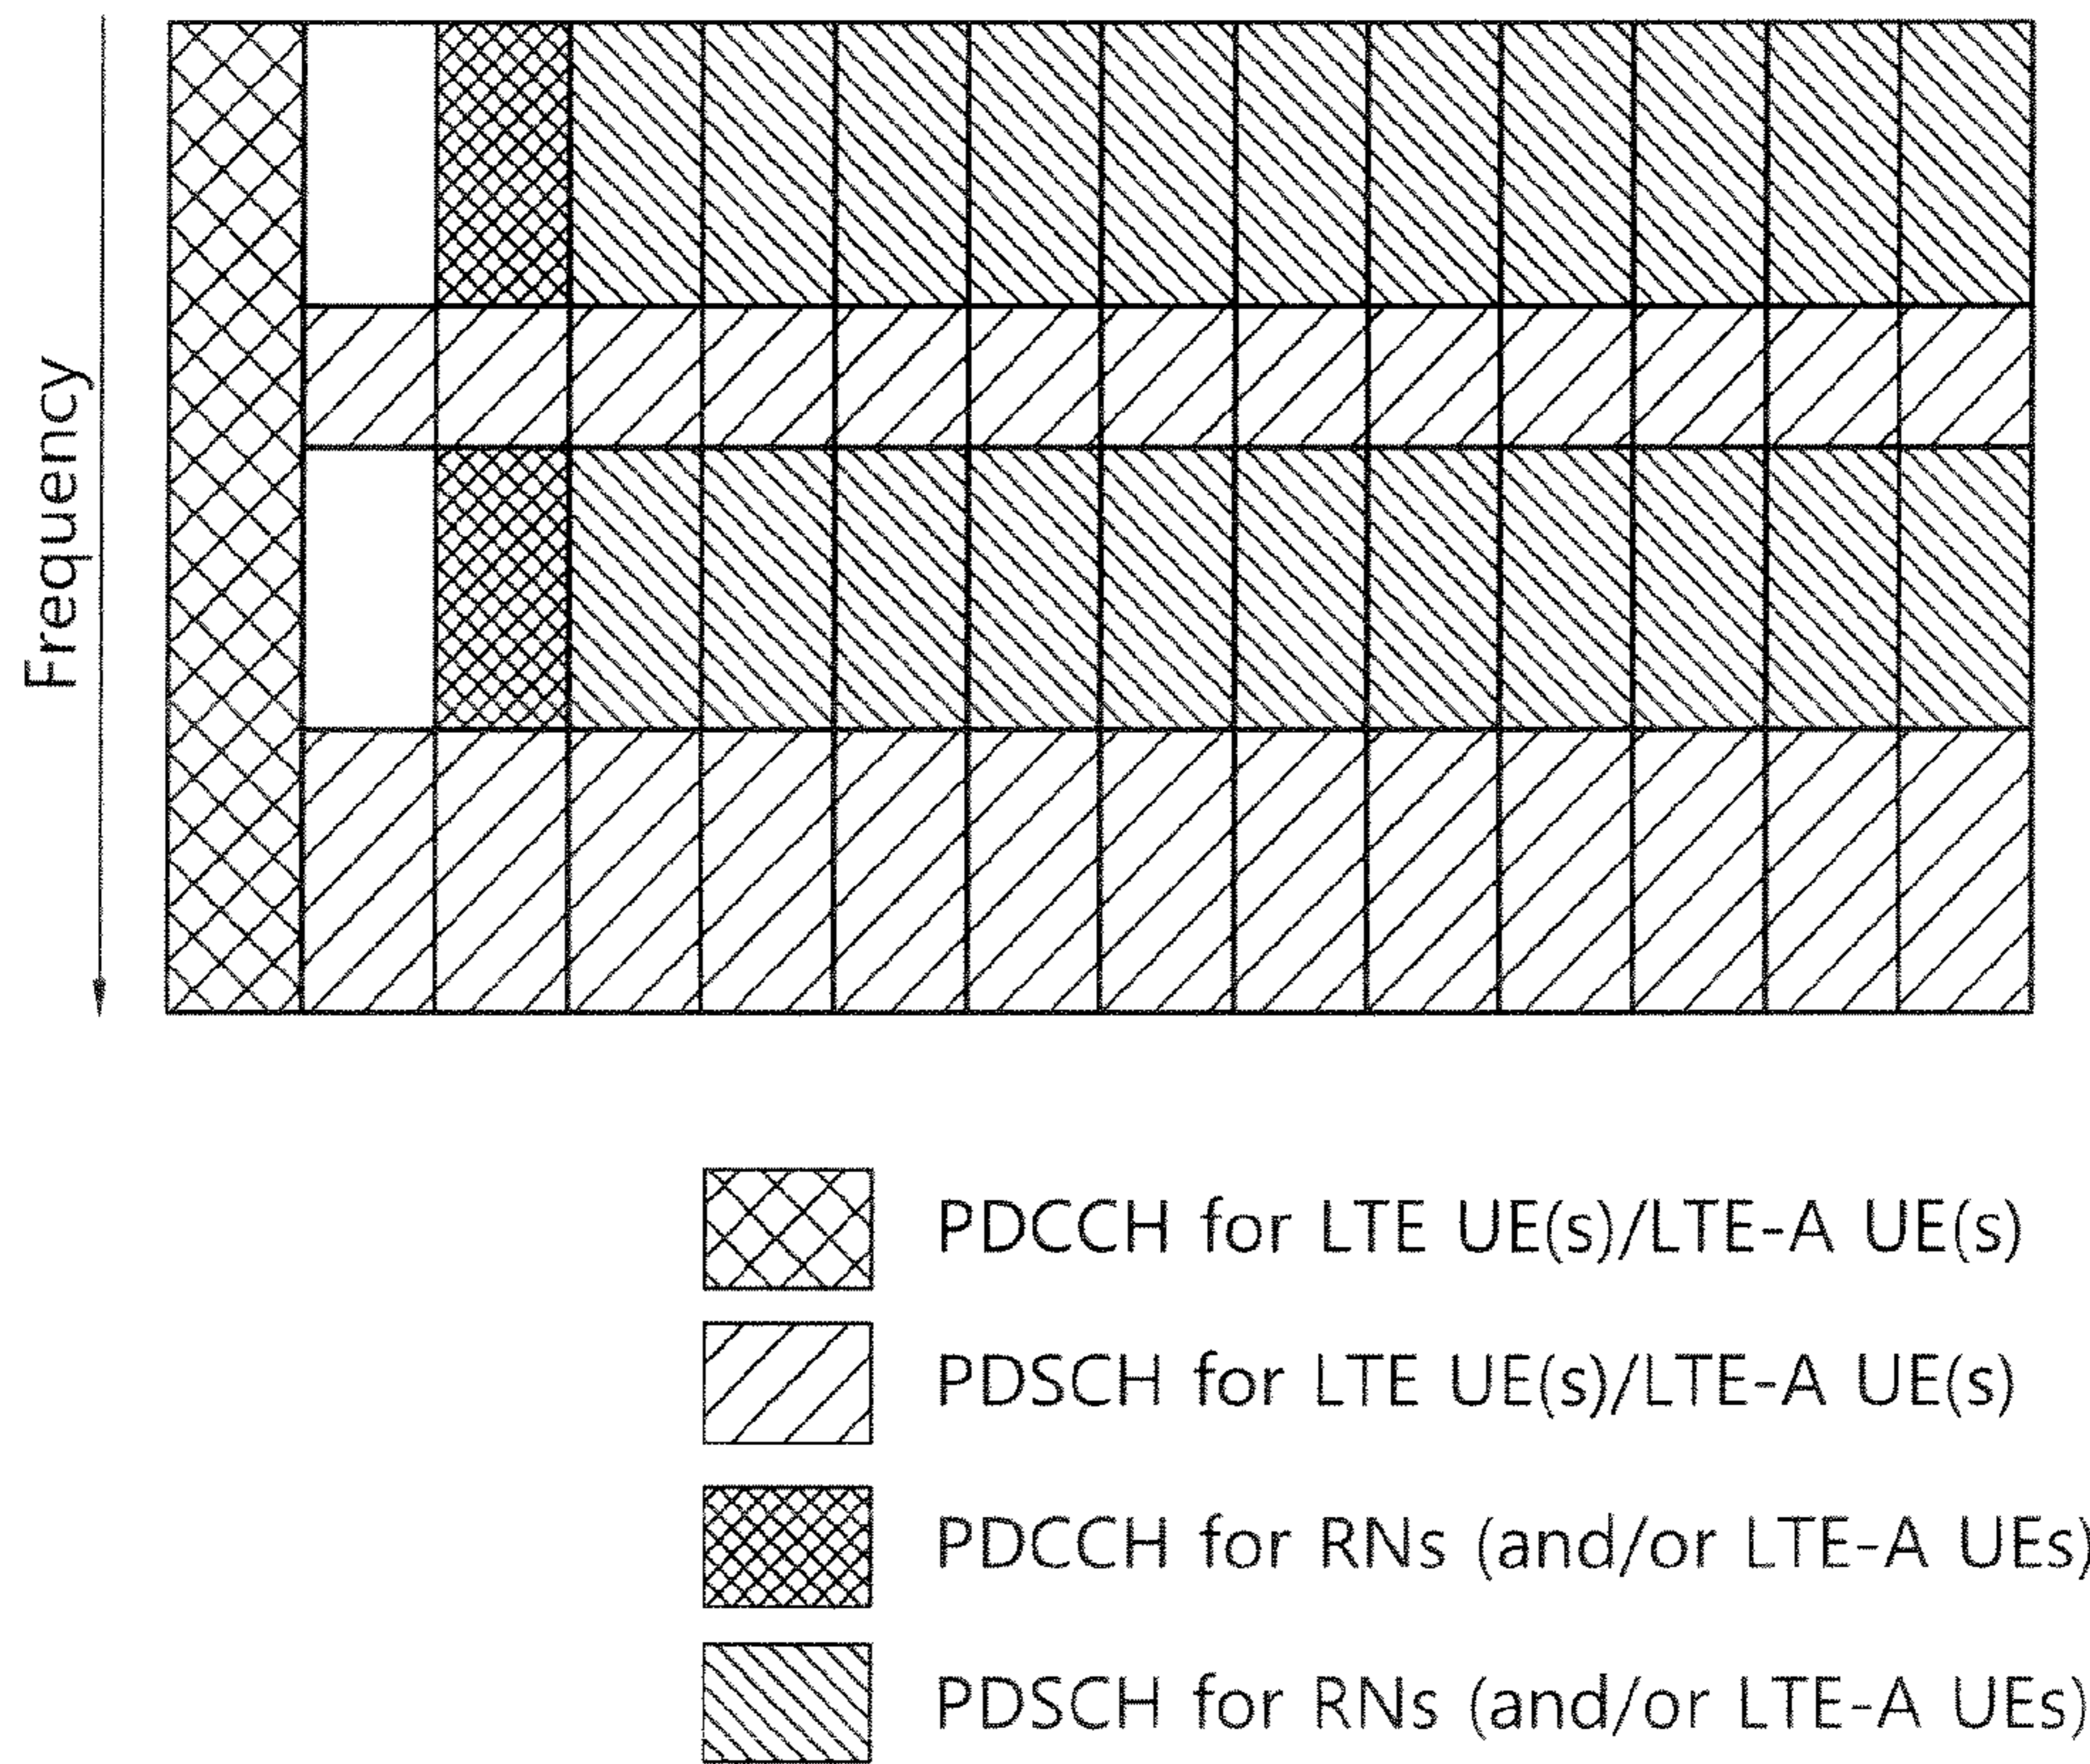 Frequency
PDCCH for LTE UE(s)/LTE-A UE(s)
PDSCH for LTE UE(s)/LTE-A UE(s)
PDCCH for RNs (and/or LTE-A UEs)
PDSCH for RNs (and/or LTE-A UEs)